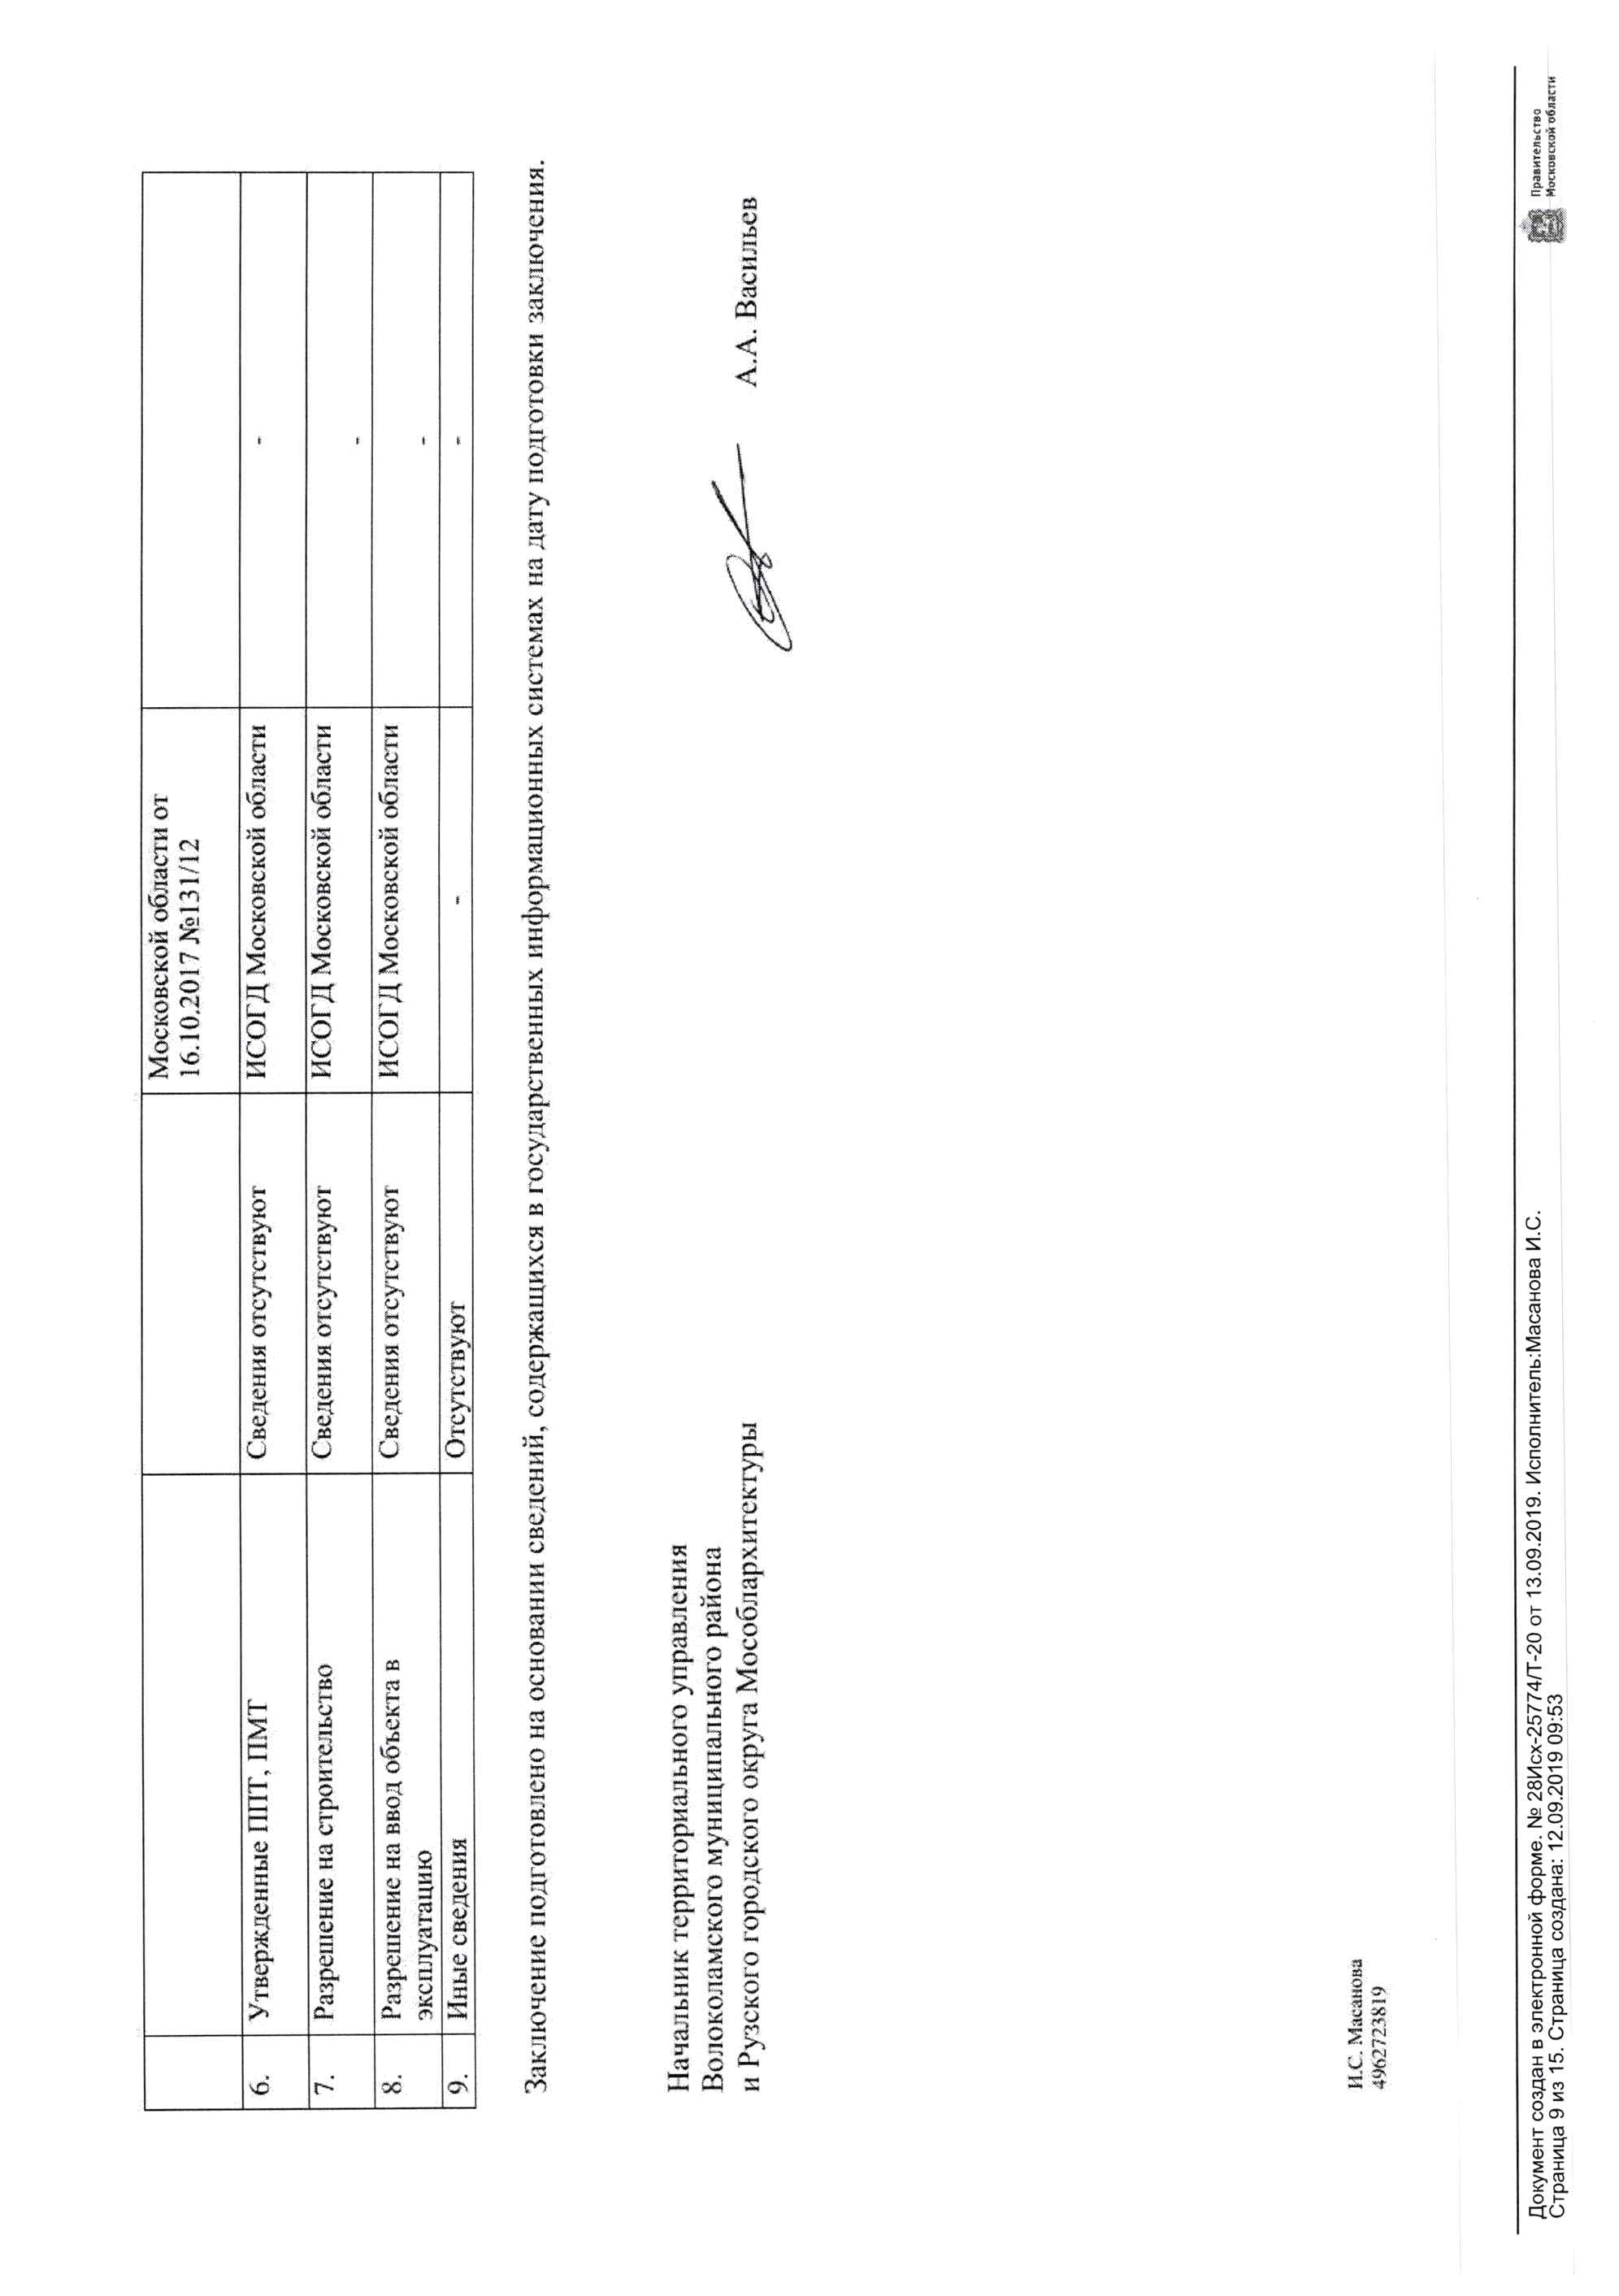 Московской области от
16.10.2017 №131/12
6. Утвержденные ППТ, ПМТ Сведения отсутствуют ИСОГД Московской области -
7. Разрешение на строительство Сведения отсутствуют ИСОГД Московской области -
8. Разрешение на ввод объекта в Сведения отсутствуют ИСОГД Московской области
эксплуатацию -
9. Иные сведения Отсутствуют - -
Заключение подготовлено на основании сведений, содержащихся в государственных информационных системах на дату подготовки заключения.
Начальник территориального управления
Волоколамского муниципального района
и Рузского городского округа Мособлархитектуры А.А. Васильев
И.С. Масанова
4962723819
Документ создан в электронной форме. № 28Исх-25774/Т-20 от 13.09.2019. Исполнитель:Масанова И.С.
Страница 9 из 15. Страница создана: 12.09.2019 09:53
Правительство
Московской области